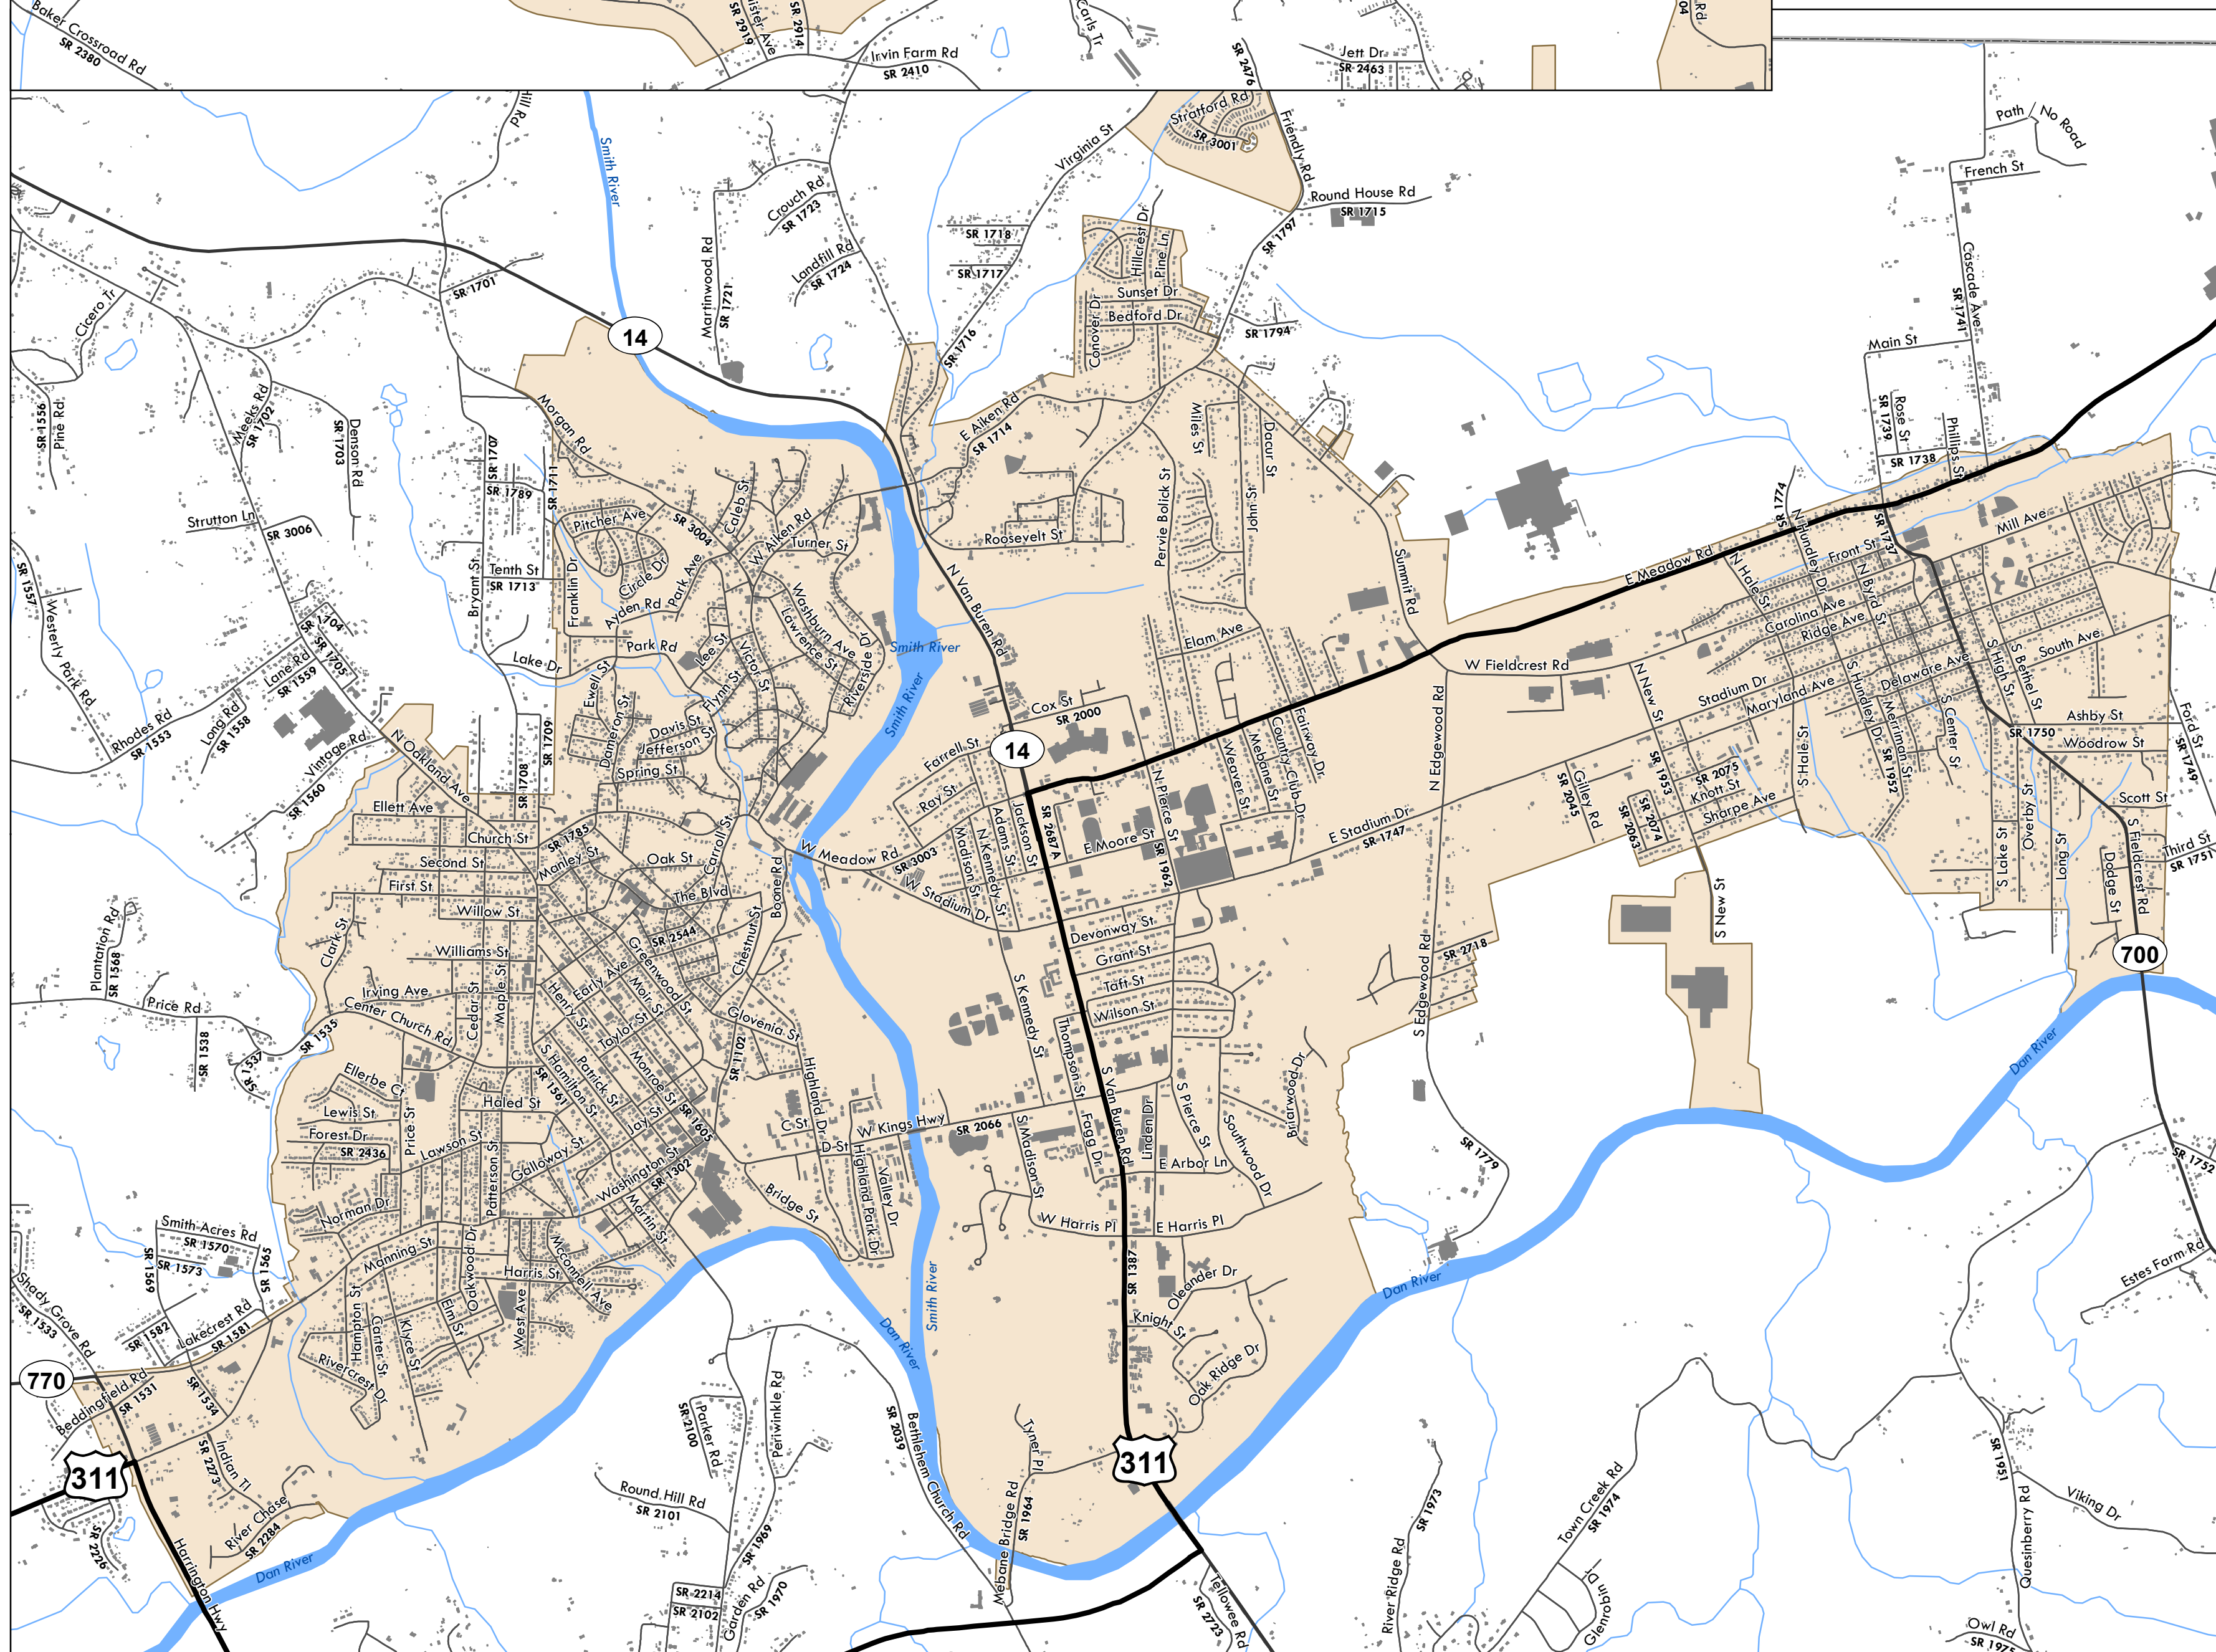 Baker Crossroad Rd
SR 2380
SR 2919
SR 2914
Irvin Farm Rd
SR 2410
Carls Tr
SR 2476
Jett Dr
SR 2463
Rd
Hill Rd
Smith River
Virginia St
Stratford Rd
SR 3001
Friendly Rd
Path / No Road
French St
Crouch Rd
SR 1723
Round House Rd
SR 1715
Martinwood Rd
SR 1721
Landfill Rd
SR 1724
SR 1718
SR 1717
SR 1716
SR 1797
Hillcrest Dr
Pine Ln
Sunset Dr
Bedford Dr
Conover Dr
SR 1794
Cascade Ave
SR 1741
Main St
SR 1701
Cicero Tr
14
SR 1556
Pine Rd
Meeks Rd
SR 1702
Denson Rd
SR 1703
Morgan Rd
E Aiken Rd
SR 1714
Miles St
Dacur St
Rose St
SR 1739
Phillips St
SR 1738
SR 1707
SR 1789
SR 1711
Strutton Ln
SR 3006
Pitcher Ave
SR 3004
Caleb St
W Aiken Rd
Turner St
Roosevelt St
Pervie Bolick St
John St
SR 1774
N Hundley Dr
SR 1737
Mill Ave
Front St
SR 1557
Westerly Park Rd
Bryant St
Tenth St
SR 1713
Franklin Dr
Circle Dr
Park Ave
Ayden Rd
Washburn Ave
Lawrence St
N Van Buren Rd
Summit Rd
E Meadow Rd
N Hale St
N Byrd St
Carolina Ave
Ridge Ave
SR 1704
SR 1705
Lane Rd
SR 1559
Long Rd
SR 1558
Rhodes Rd
SR 1553
Lake Dr
Park Rd
Lee St
Victor St
Riverside Dr
Smith River
Smith River
Elam Ave
W Fieldcrest Rd
N New St
Stadium Dr
Maryland Ave
S Hundley Dr
Delaware Ave
S High St
S Bethel St
South Ave
Ewell St
Flynn St
Dameron St
Davis St
Jefferson St
Spring St
Cox St
SR 2000
Farrell St
14
N Edgewood Rd
Fairway Dr
County Club Dr
Mebane St
Weaver St
S Hale St
Merriman St
SR 1952
S Center St
Ashby St
SR 1750
Woodrow St
Ford St
SR 1749
Vintage Rd
SR 1560
N Oakland Ave
SR 1708
SR 1709
Ellett Ave
Church St
SR 1785
Second St
Manley St
First St
Oak St
Carroll St
The Blvd
Willow St
Boone Rd
W Meadow Rd
SR 3003
W Stadium Dr
Ray St
Madison St
N Kennedy St
Adams St
Jackson St
SR 2687A
E Moore St
N Pierce St
SR 1962
E Stadium Dr
SR 1747
SR 2045
Gilley Rd
SR 1953
SR 2075
Knott St
Sharpe Ave
SR 2063
SR 2074
S New St
S Lake St
Overby St
Long St
Scott St
S Fieldcrest Rd
Dodge St
Third St
SR 1751
700
Plantation Rd
SR 1568
Price Rd
SR 1538
SR 1537
SR 1535
Clark St
Williams St
Irving Ave
Center Church Rd
Cedar St
Maple St
SR 2544
Early Ave
Greenwood St
Moir St
Henry St
Taylor St
Chestnut St
Glovenia St
SR 1102
Devonway St
Grant St
Taft St
Wilson St
S Kennedy St
Thompson St
SR 2718
S Edgewood Rd
Dan River
Ellerbe Ct
Lewis St
Forest Dr
SR 2436
Price St
Haled St
Lawson St
S Hamilton St
SR 1561
Patrick St
Monroe St
Jay St
SR 1605
Highland Dr
C St
D St
W Kings Hwy
SR 2066
S Madison St
Fagg Dr
S Van Buren Rd
Linden Dr
S Pierce St
Southwood Dr
Briarwood Dr
E Arbor Ln
SR 1779
SR 1752
Patterson St
Galloway St
Washington St
SR 1302
Martin St
Bridge St
Highland Park Dr
Valley Dr
W Harris Pl
E Harris Pl
Norman Dr
Smith Acres Rd
SR 1570
SR 1573
SR 1569
SR 1565
Manning St
Oakwood Dr
Harris St
Mcconnell Ave
West Ave
Elm St
Hampton St
Carter St
Klyce St
Rivercrest Dr
Smith River
Dan River
SR 1387
Oleander Dr
Knight St
Oak Ridge Dr
Dan River
Estes Farm Rd
Shady Grove Rd
SR 1533
SR 1582
Lakecrest Rd
SR 1581
770
Beddingfield Rd
SR 1531
SR 1534
311
SR 2273
Indian Tl
River Chase
SR 2284
SR 2226
Harrington Hwy
Dan River
SR 2100
Parker Rd
Periwinkle Rd
Round Hill Rd
SR 2101
SR 1969
SR 2214
SR 2102
Garden Rd
SR 1970
SR 2039
Bethlehem Church Rd
Tyner Pl
Mebane Bridge Rd
SR 1964
311
Tellowee Rd
SR 2723
SR 1973
River Ridge Rd
Town Creek Rd
SR 1974
Glenrobin Dr
SR 1951
Quesinberry Rd
Viking Dr
Owl Rd
SR 1975